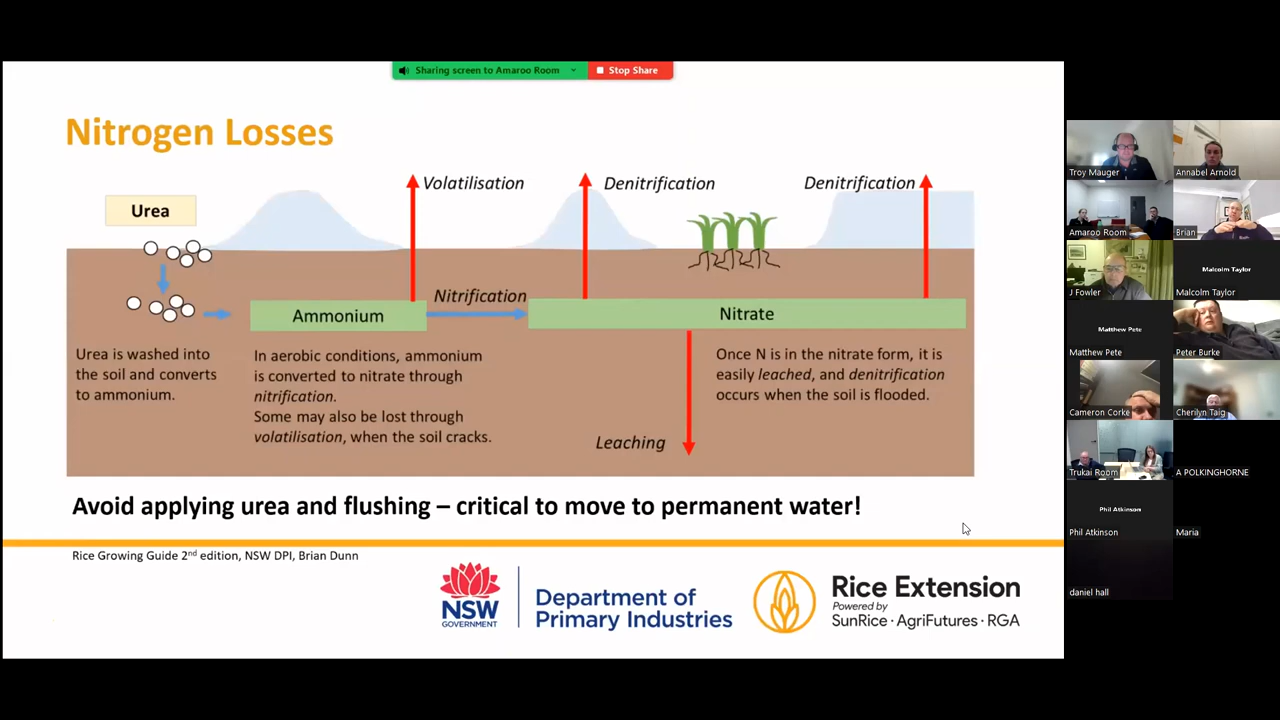 Sharing screen to Amaroo Room
Stop Share
Nitrogen Losses
Urea
Volatilisation
Denitrification
Denitrification
Nitrification
Ammonium
Nitrate
Urea is washed into
the soil and converts
to ammonium.
In aerobic conditions, ammonium
is converted to nitrate through
nitrification.
Some may also be lost through
volatilisation, when the soil cracks.
Once N is in the nitrate form, it is
easily leached, and denitrification
occurs when the soil is flooded.
Leaching
Avoid applying urea and flushing – critical to move to permanent water!
Rice Growing Guide 2nd edition, NSW DPI, Brian Dunn
NSW
GOVERNMENT
Department of
Primary Industries
Rice Extension
Powered by
SunRice · AgriFutures · RGA
Troy Mauger
Annabel Arnold
Amaroo Room
Brian
J Fowler
Malcolm Taylor
Malcolm Taylor
Matthew Pete
Matthew Pete
Peter Burke
Cameron Corke
Cherilyn Taig
Trukai Room
A POLKINGHORNE
Phil Atkinson
Phil Atkinson
Maria
daniel hall